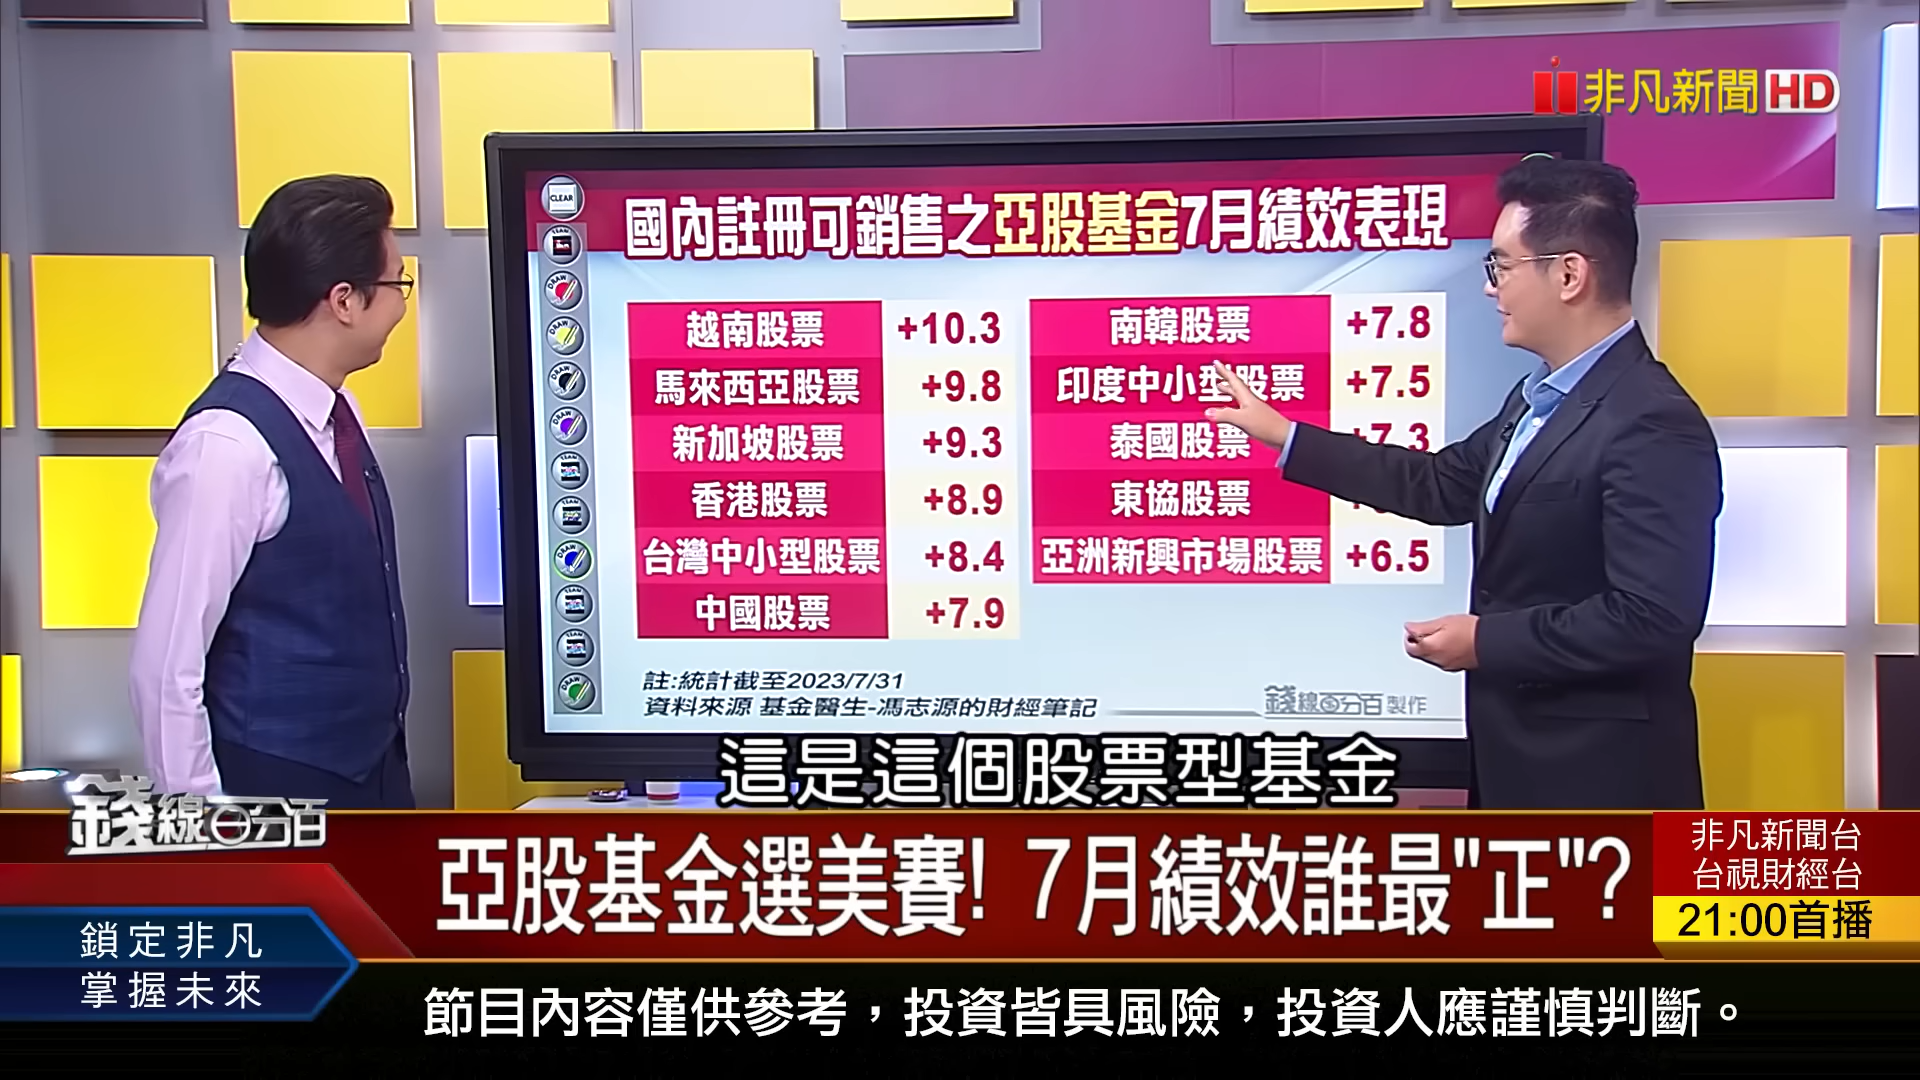 非凡新聞HD
CLEAR
國內註冊可銷售之亞股基金7月績效表現
越南股票 +10.3
馬來西亞股票 +9.8
新加坡股票 +9.3
香港股票 +8.9
台灣中小型股票 +8.4
中國股票 +7.9
南韓股票 +7.8
印度中小型股票 +7.5
泰國股票 +7.3
東協股票
亞洲新興市場股票 +6.5
註:統計截至2023/7/31
資料來源 基金醫生-馮志源的財經筆記
錢線百分百 製作
這是這個股票型基金
錢線百分百
亞股基金選美賽! 7月績效誰最"正"?
非凡新聞台
台視財經台
21:00首播
鎖定非凡
掌握未來
節目內容僅供參考，投資皆具風險，投資人應謹慎判斷。